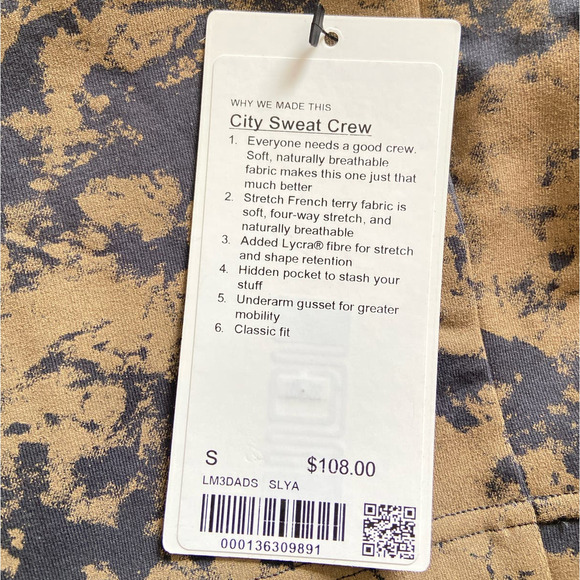 WHY WE MADE THIS
City Sweat Crew
1. Everyone needs a good crew.
Soft, naturally breathable
fabric makes this one just that
much better
2. Stretch French terry fabric is
soft, four-way stretch, and
naturally breathable
3. Added Lycra® fibre for stretch
and shape retention
4. Hidden pocket to stash your
stuff
5. Underarm gusset for greater
mobility
6. Classic fit
S $108.00
LM3DADS SLYA
000136309891